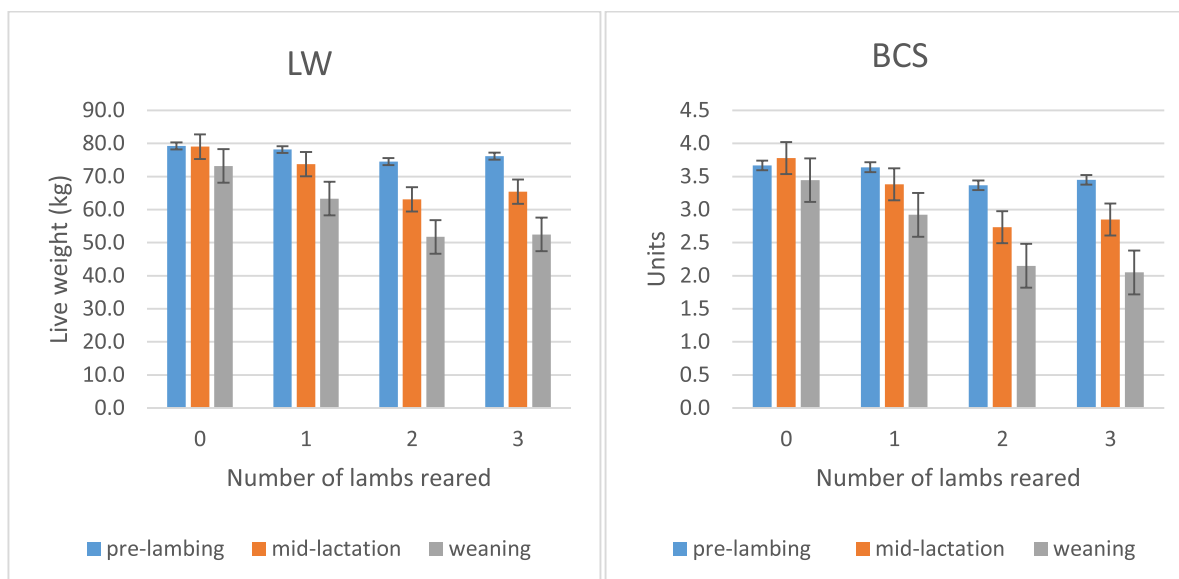 LW
90.0
80.0
70.0
60.0
50.0
40.0
30.0
20.0
10.0
0.0
Live weight (kg)
0 1 2 3
Number of lambs reared
pre-lambing mid-lactation weaning
BCS
4.5
4.0
3.5
3.0
2.5
2.0
1.5
1.0
0.5
0.0
Units
0 1 2 3
Number of lambs reared
pre-lambing mid-lactation weaning